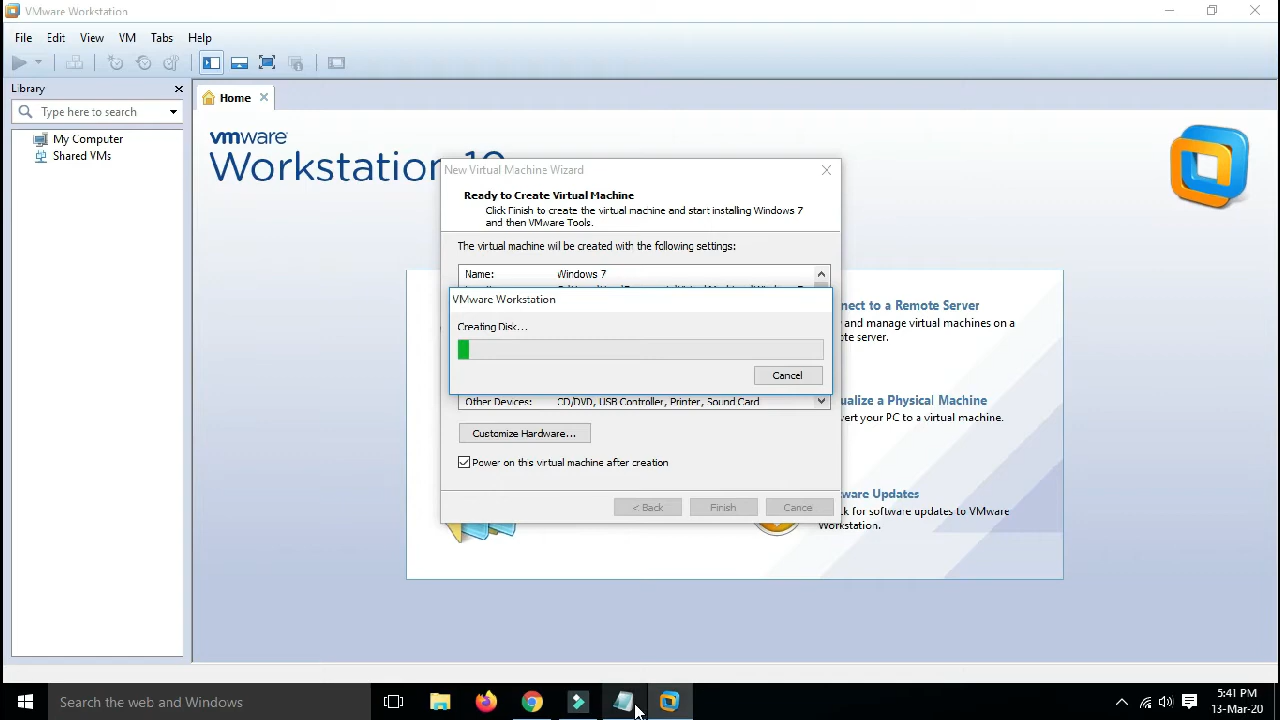 VMware Workstation
File Edit View VM Tabs Help
Library
Type here to search
Home
My Computer
Shared VMs
vmware
Workstation 10
New Virtual Machine Wizard
Ready to Create Virtual Machine
Click Finish to create the virtual machine and start installing Windows 7
and then VMware Tools.
The virtual machine will be created with the following settings:
Name: Windows 7
VMware Workstation
Creating Disk...
Cancel
Other Devices: CD/DVD, USB Controller, Printer, Sound Card
Customize Hardware...
Power on this virtual machine after creation
< Back Finish Cance
nect to a Remote Server
and manage virtual machines on a
te server.
ualize a Physical Machine
vert your PC to a virtual machine.
ware Updates
k for software updates to VMware
Workstation.
Search the web and Windows
5:41 PM
13-Mar-20